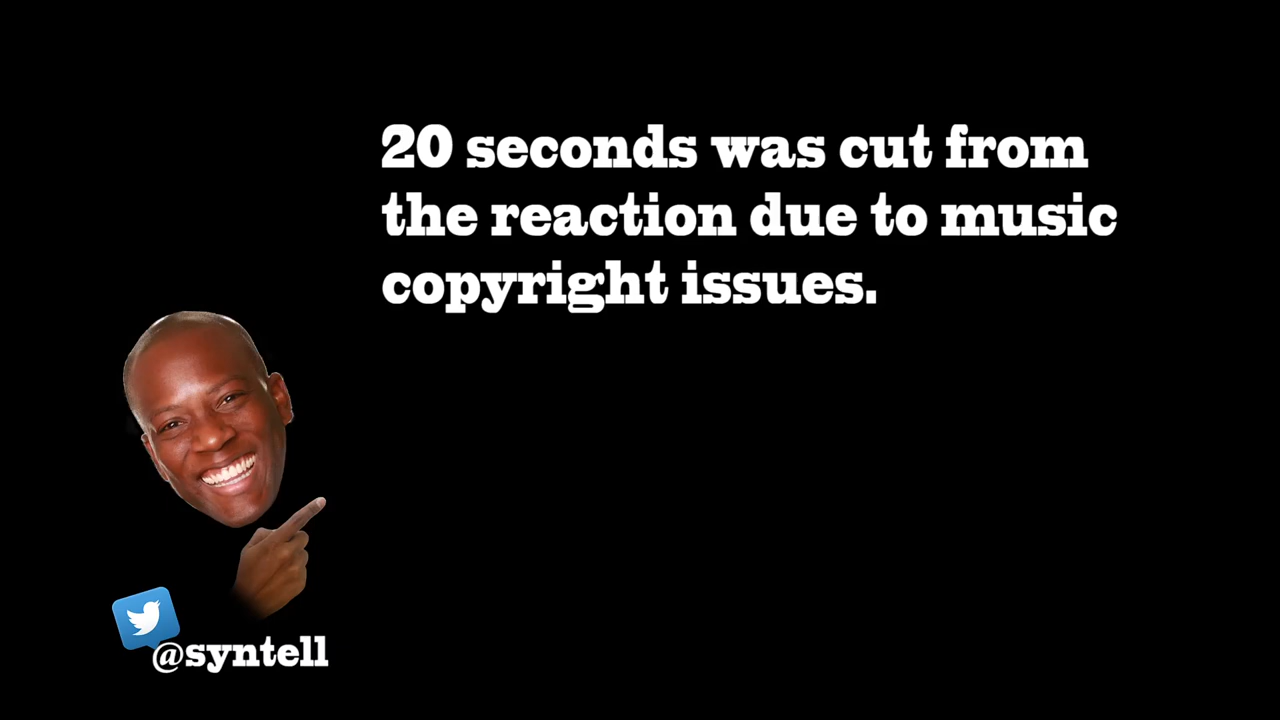 20 seconds was cut from
the reaction due to music
copyright issues.
@syntell